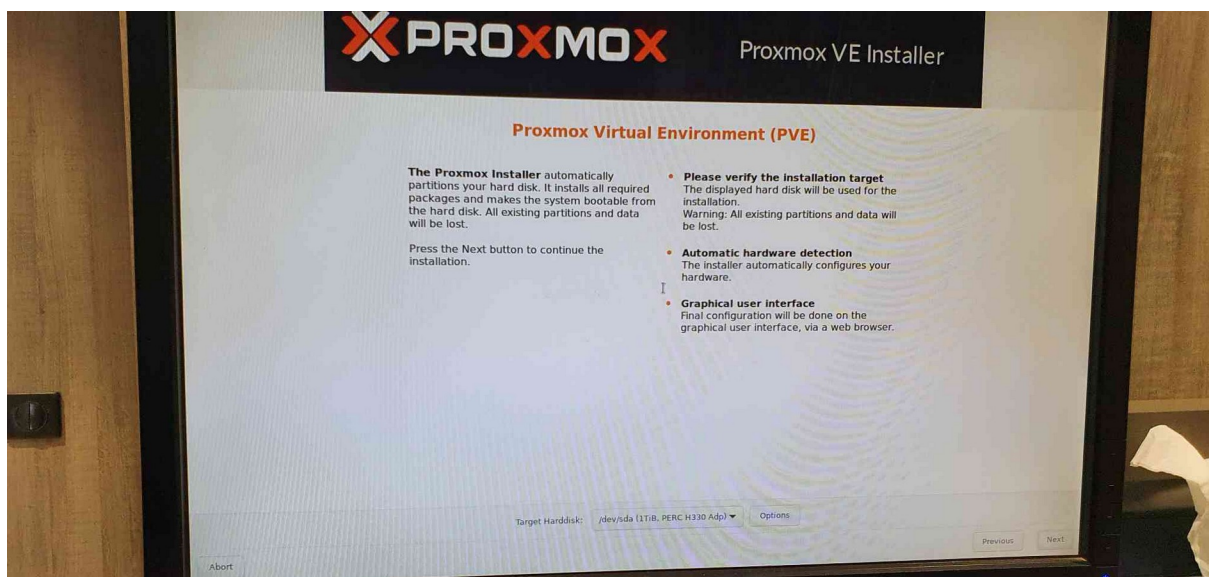 PROXMOX
Proxmox VE Installer
Proxmox Virtual Environment (PVE)
The Proxmox Installer automatically
partitions your hard disk. It installs all required
packages and makes the system bootable from
the hard disk. All existing partitions and data
will be lost.
Press the Next button to continue the
installation.
• Please verify the installation target
The displayed hard disk will be used for the
installation.
Warning: All existing partitions and data will
be lost.
• Automatic hardware detection
The installer automatically configures your
hardware.
• Graphical user interface
Final configuration will be done on the
graphical user interface, via a web browser.
Target Harddisk: /dev/sda (1TiB, PERC H330 Adp) Options
Abort
Previous
Next